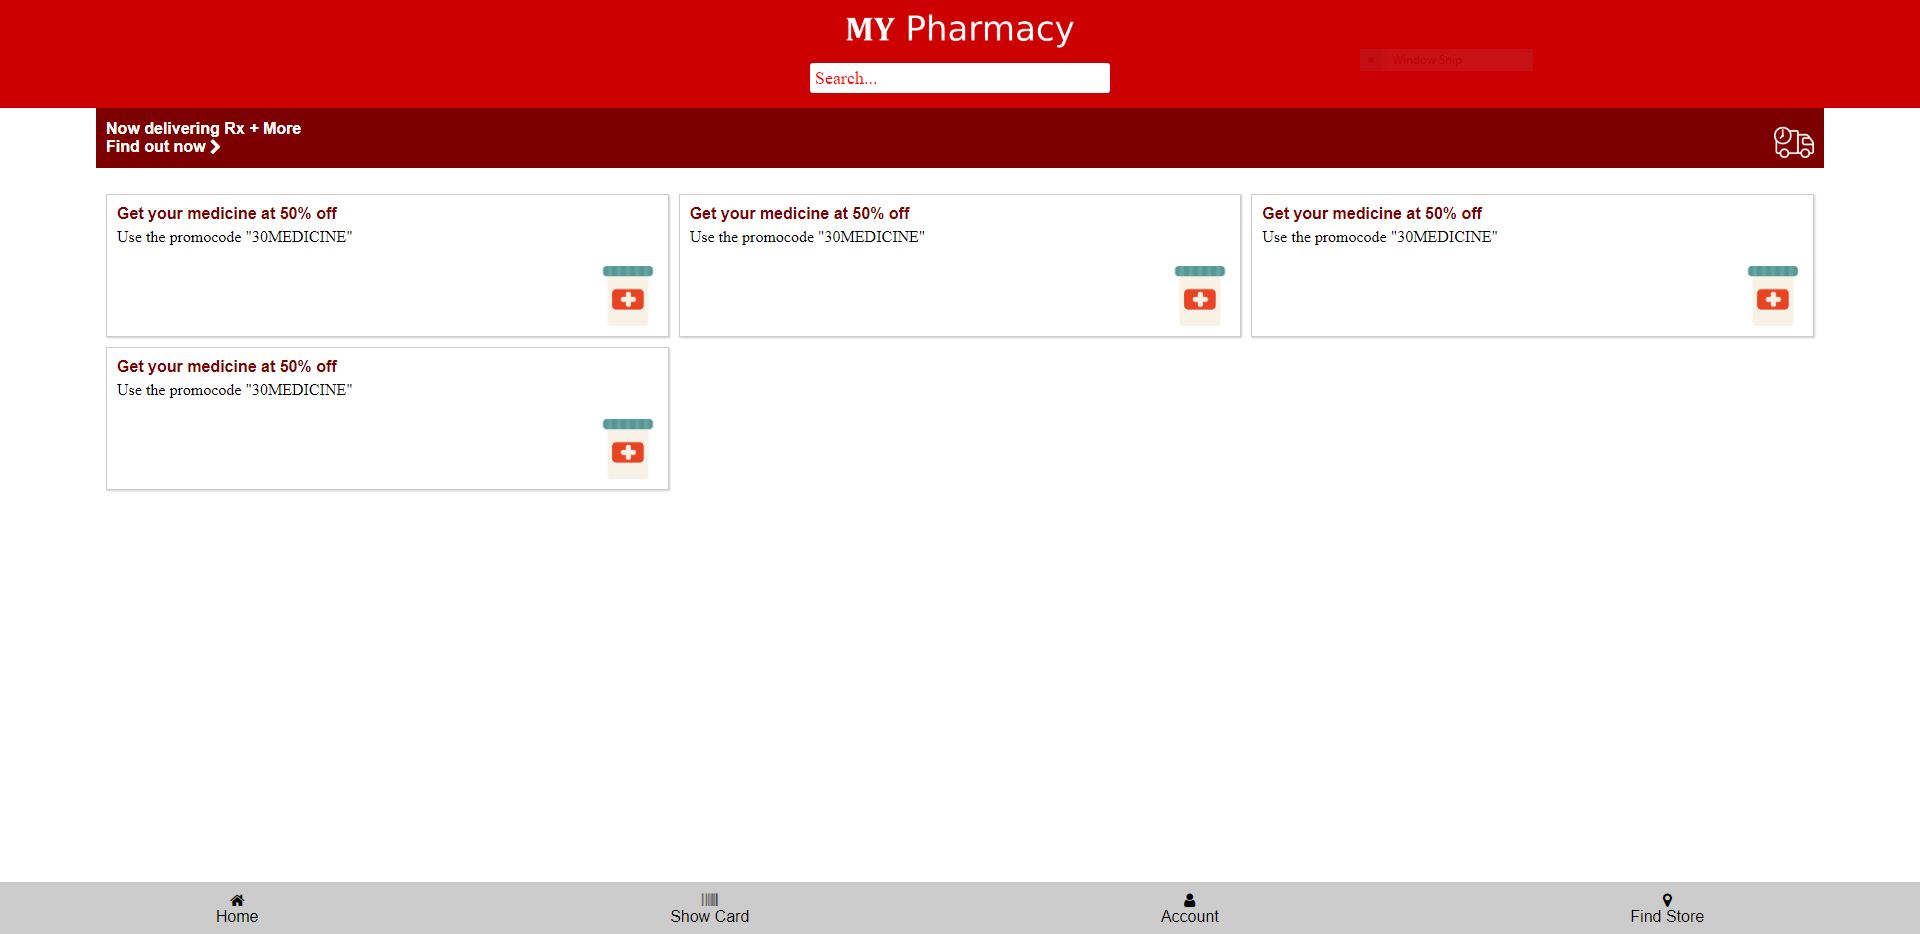 MY Pharmacy
Search...
Window Snip
Now delivering Rx + More
Find out now
Get your medicine at 50% off
Use the promocode "30MEDICINE"
Get your medicine at 50% off
Use the promocode "30MEDICINE"
Get your medicine at 50% off
Use the promocode "30MEDICINE"
Get your medicine at 50% off
Use the promocode "30MEDICINE"
Home
Show Card
Account
Find Store